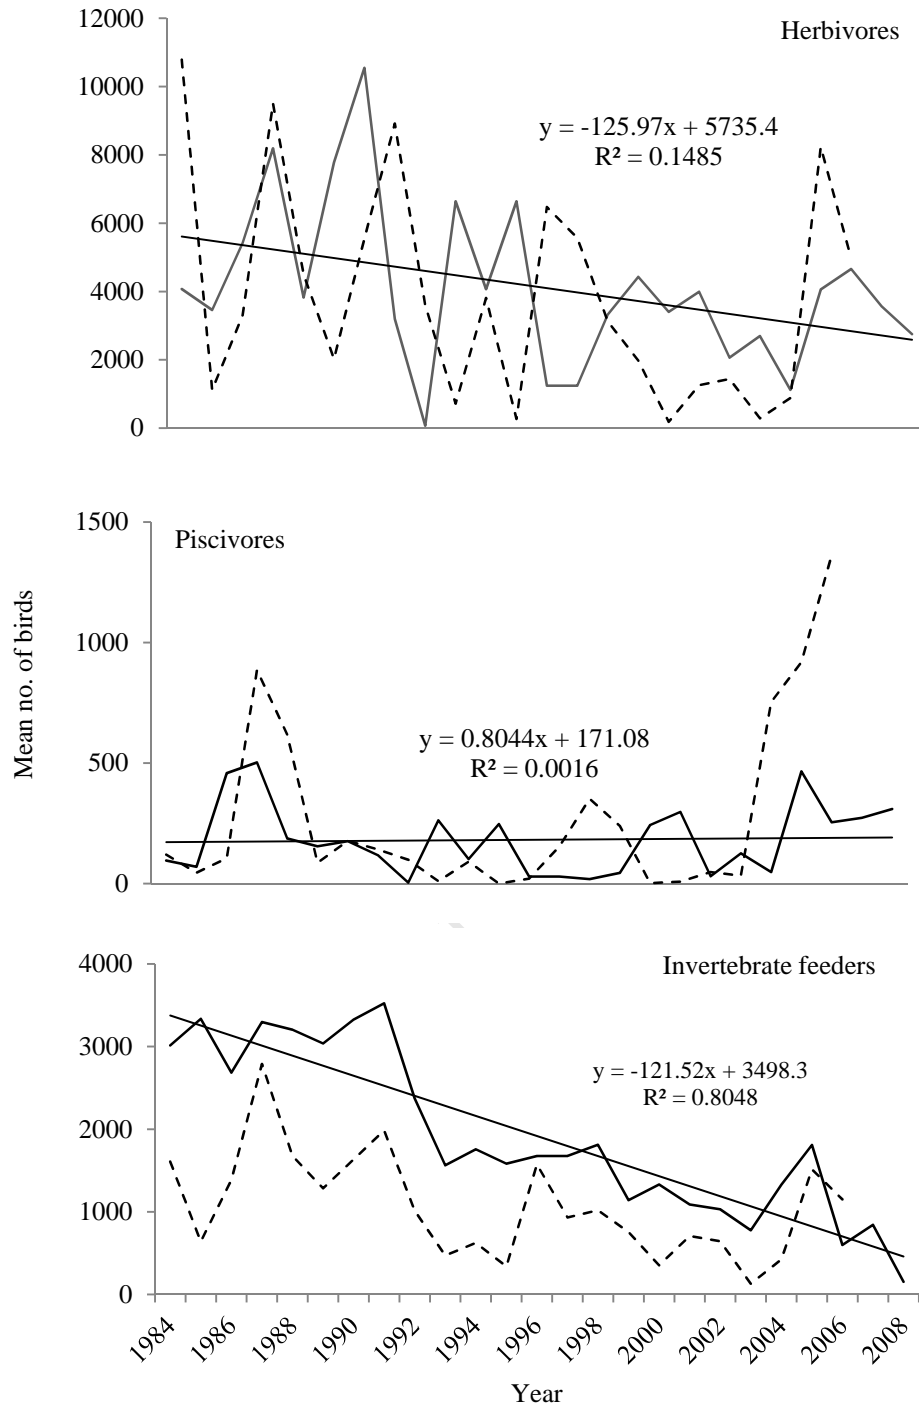 12000
Herbivores
10000
y = -125.97x + 5735.4
R² = 0.1485
8000
6000
4000
2000
0
1500
Piscivores
1000
y = 0.8044x + 171.08
R² = 0.0016
500
0
Mean no. of birds
4000
Invertebrate feeders
3000
y = -121.52x + 3498.3
R² = 0.8048
2000
1000
0
1984 1986 1988 1990 1992 1994 1996 1998 2000 2002 2004 2006 2008
Year